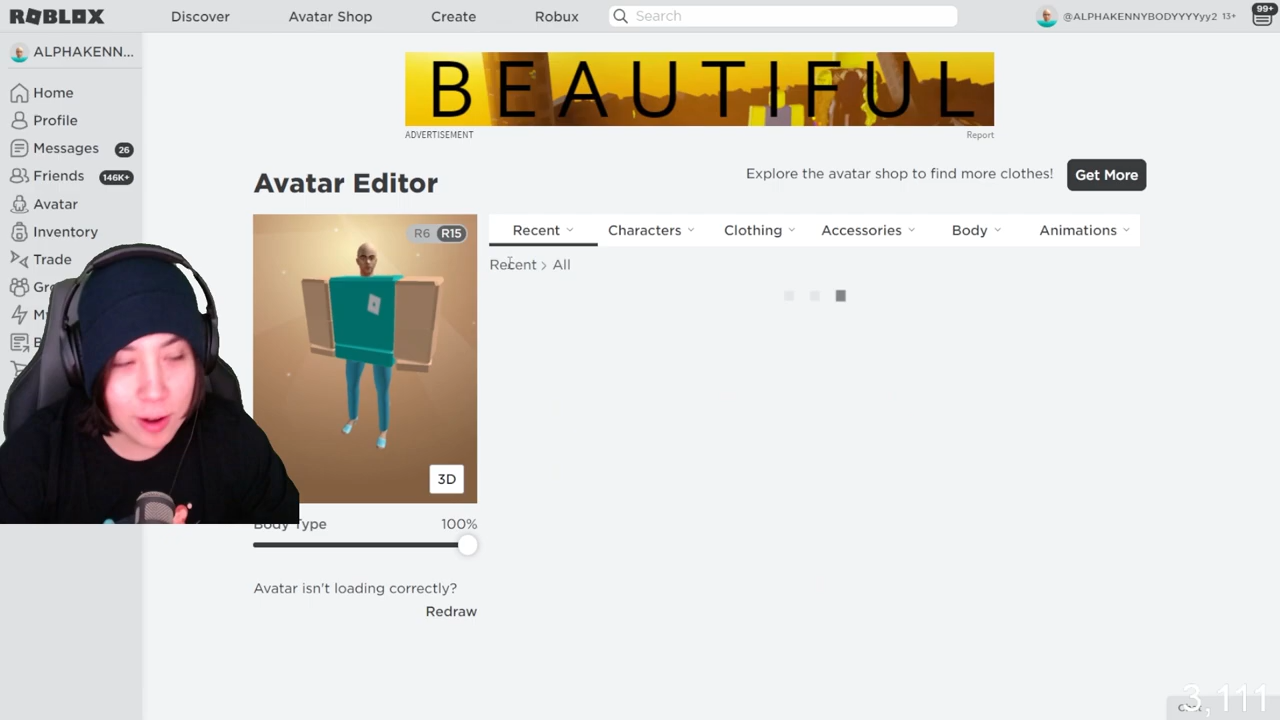 ROBLOX
Discover
Avatar Shop
Create
Robux
Search
@ALPHAKENNYBODYYYYyy2 13+
99+
ALPHAKENN...
Home
Profile
Messages 26
Friends 146K+
Avatar
Inventory
Trade
BEAUTIFUL
ADVERTISEMENT
Report
Avatar Editor
Explore the avatar shop to find more clothes!
Get More
R6 R15
3D
Recent
Characters
Clothing
Accessories
Body
Animations
Recent > All
Body Type 100%
Avatar isn't loading correctly?
Redraw
3,111